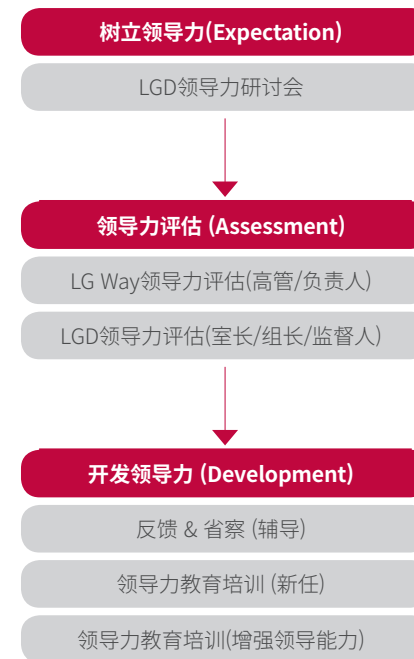 树立领导力(Expectation)
LGD领导力研讨会
领导力评估 (Assessment)
LG Way领导力评估(高管/负责人)
LGD领导力评估(室长/组长/监督人)
开发领导力 (Development)
反馈 & 省察 (辅导)
领导力教育培训 (新任)
领导力教育培训(增强领导能力)